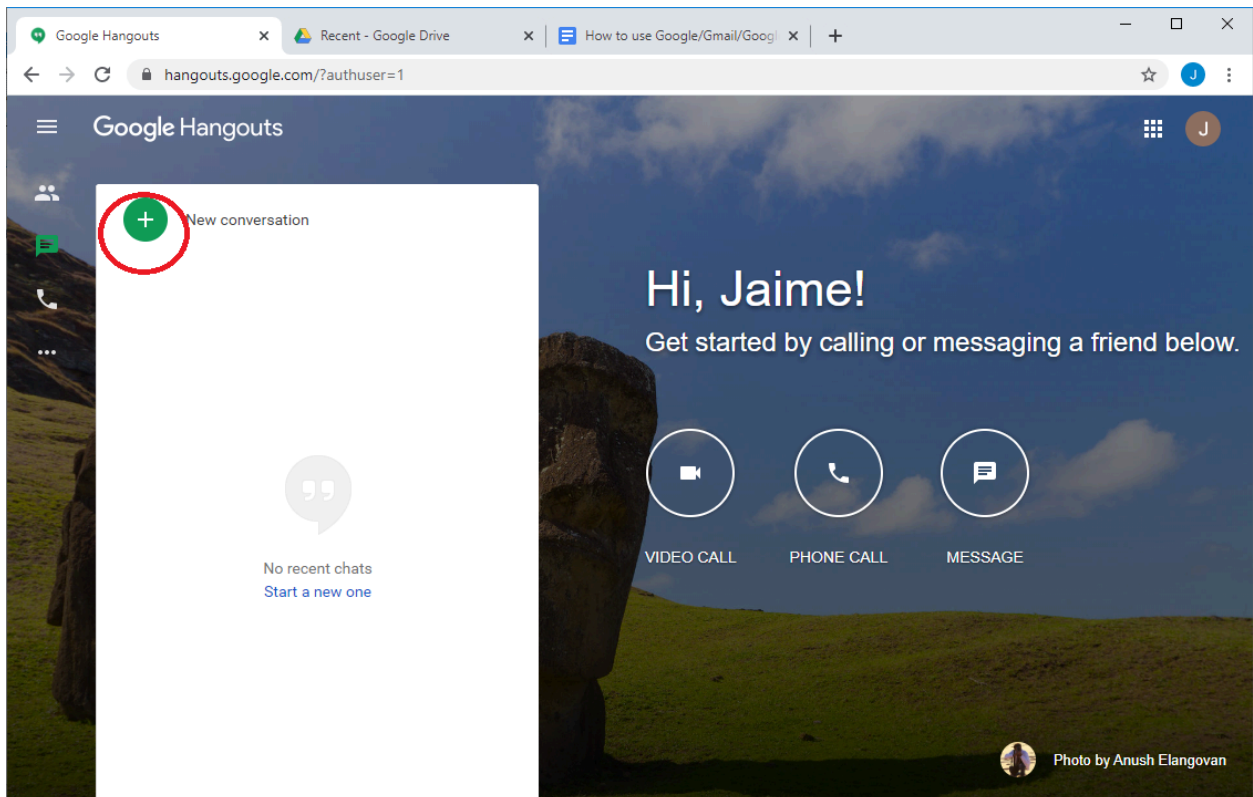 Google Hangouts
Recent - Google Drive
How to use Google/Gmail/Googl
hangouts.google.com/?authuser=1
J
Google Hangouts
J
New conversation
Hi, Jaime!
Get started by calling or messaging a friend below.
VIDEO CALL
PHONE CALL
MESSAGE
No recent chats
Start a new one
Photo by Anush Elangovan